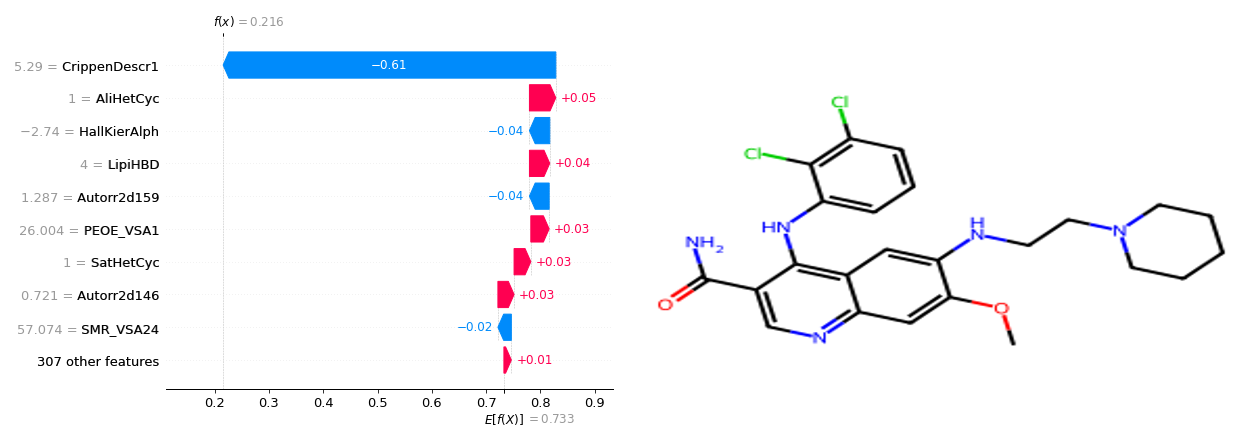 f(x) = 0.216
5.29 = CrippenDescr1
−0.61
1 = AliHetCyc
+0.05
−2.74 = HallKierAlph
−0.04
4 = LipiHBD
+0.04
1.287 = Autorr2d159
−0.04
26.004 = PEOE_VSA1
+0.03
1 = SatHetCyc
+0.03
0.721 = Autorr2d146
+0.03
57.074 = SMR_VSA24
−0.02
307 other features
+0.01
0.2 0.3 0.4 0.5 0.6 0.7 0.8 0.9
E[f(X)] = 0.733
Cl
Cl
HN
NH2
H
N
N
O
O
N